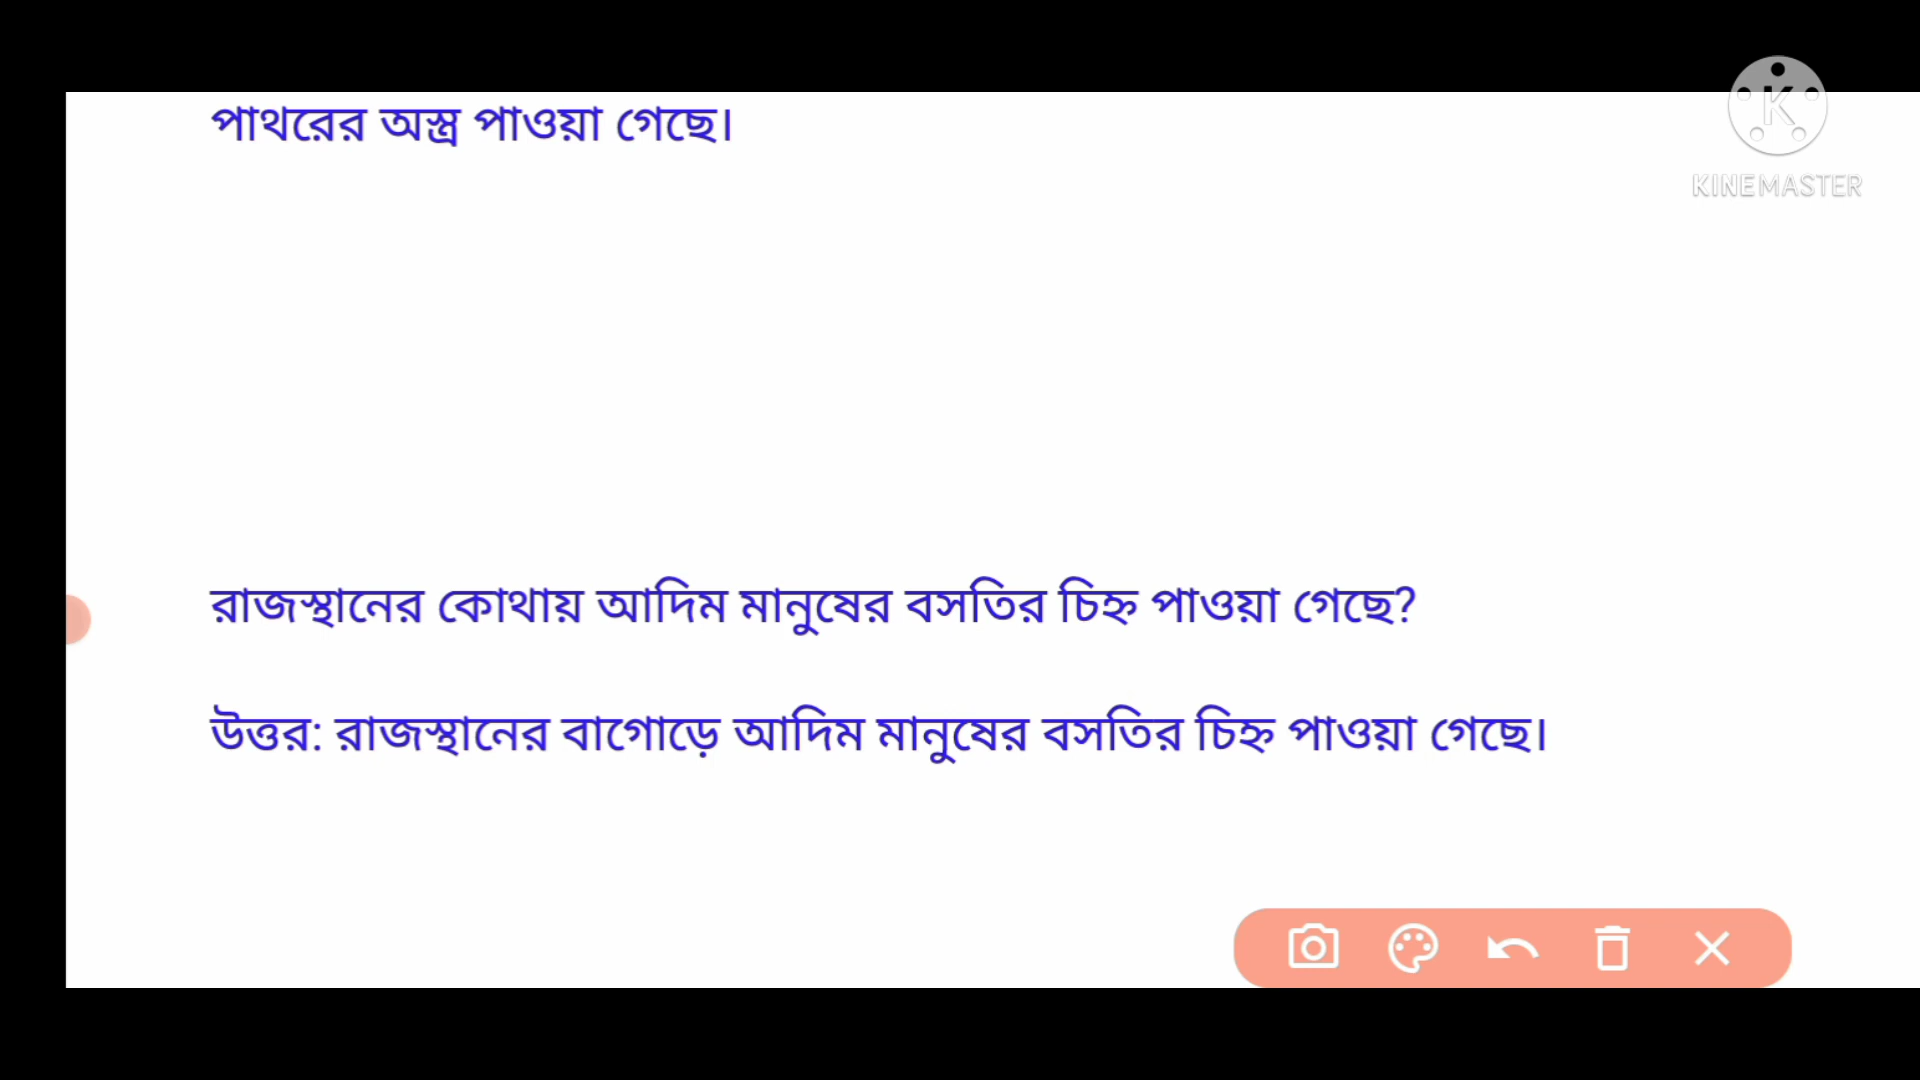 পাথরের অস্ত্র পাওয়া গেছে।
K
KINEMASTER
রাজস্থানের কোথায় আদিম মানুষের বসতির চিহ্ন পাওয়া গেছে?
উত্তর: রাজস্থানের বাগোড়ে আদিম মানুষের বসতির চিহ্ন পাওয়া গেছে।